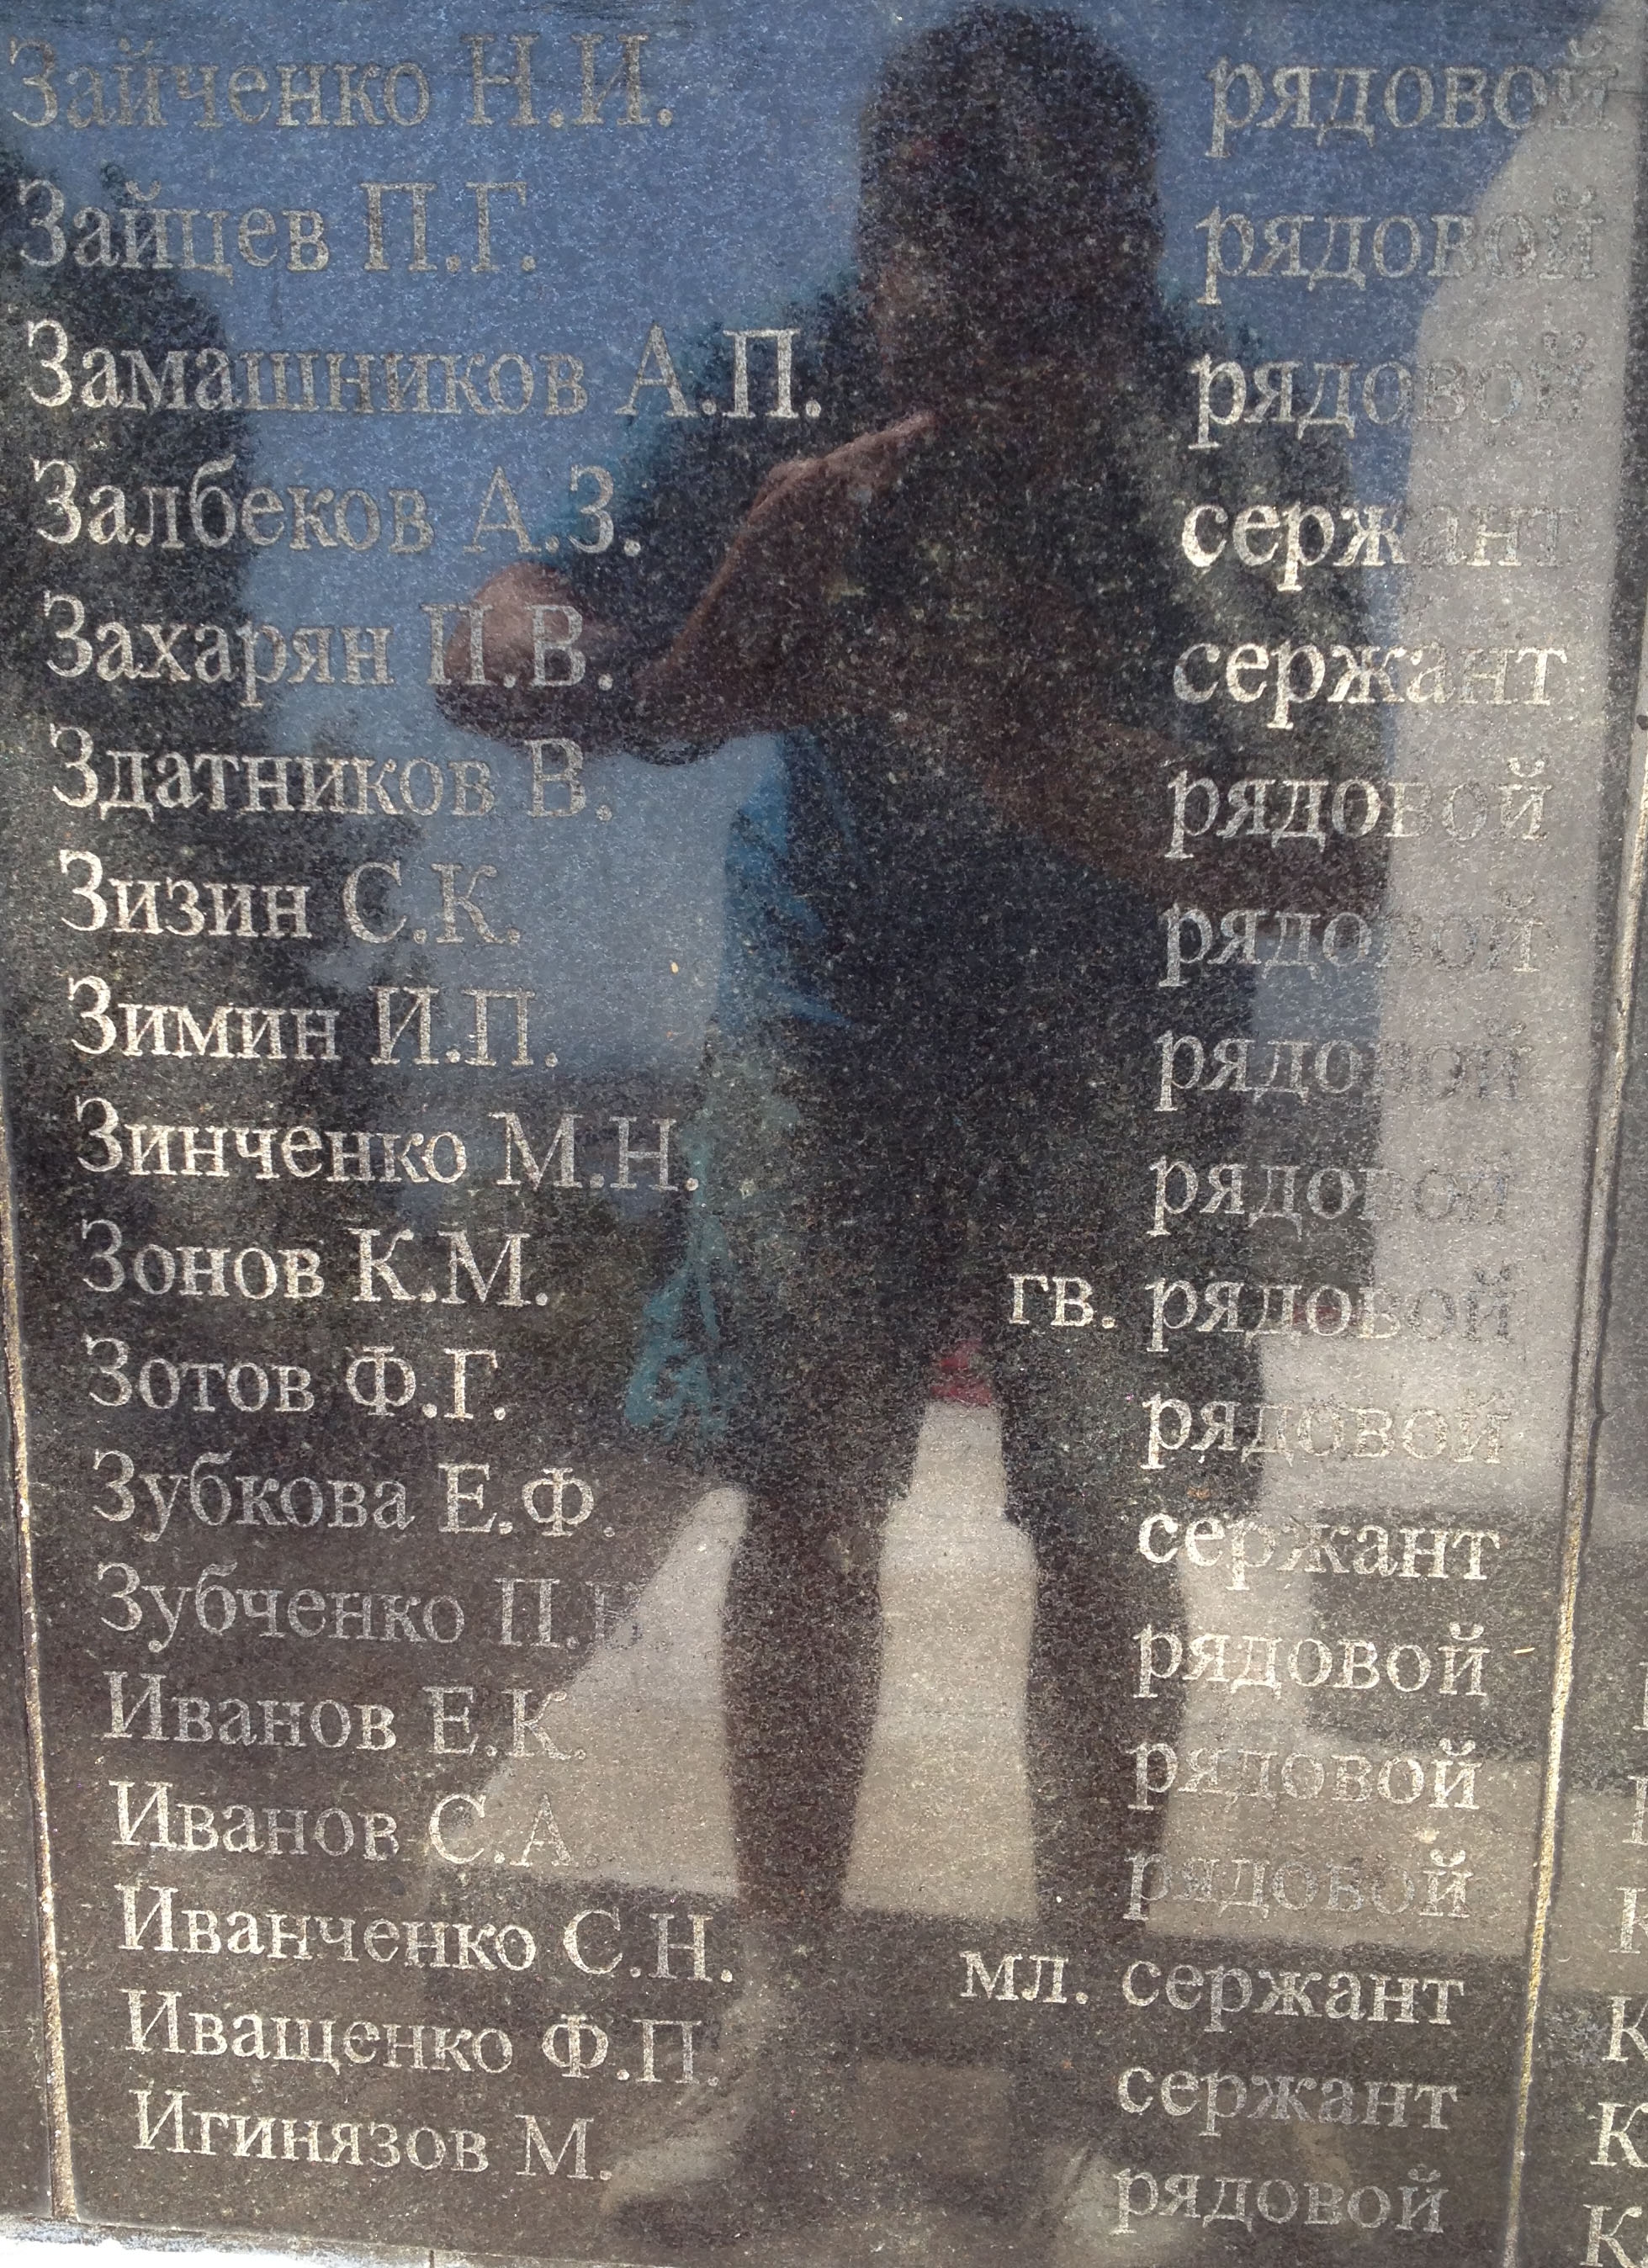 Зайченко Н.И. рядовой
Зайцев П.Г. рядовой
Замашников А.П. рядовой
Залбеков А.З. сержант
Захарян П.В. сержант
Здатников В. рядовой
Зизин С.К. рядовой
Зимин И.П. рядовой
Зинченко М.Н. рядовой
Зонов К.М. гв. рядовой
Зотов Ф.Г. рядовой
Зубкова Е.Ф. сержант
Зубченко рядовой
Иванов Е.К. рядовой
Иванов С.А. рядовой
Иванченко С.Н. мл. сержант
Иващенко Ф.П. сержант
Игинязов М. рядовой